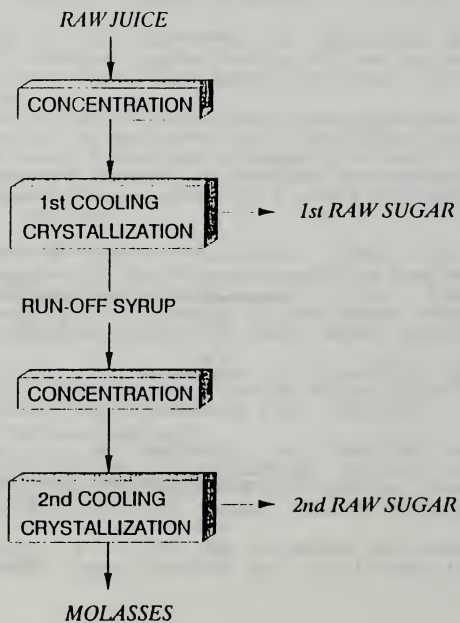 RAW JUICE
CONCENTRATION
1st COOLING
CRYSTALLIZATION
1st RAW SUGAR
RUN-OFF SYRUP
CONCENTRATION
2nd COOLING
CRYSTALLIZATION
2nd RAW SUGAR
MOLASSES